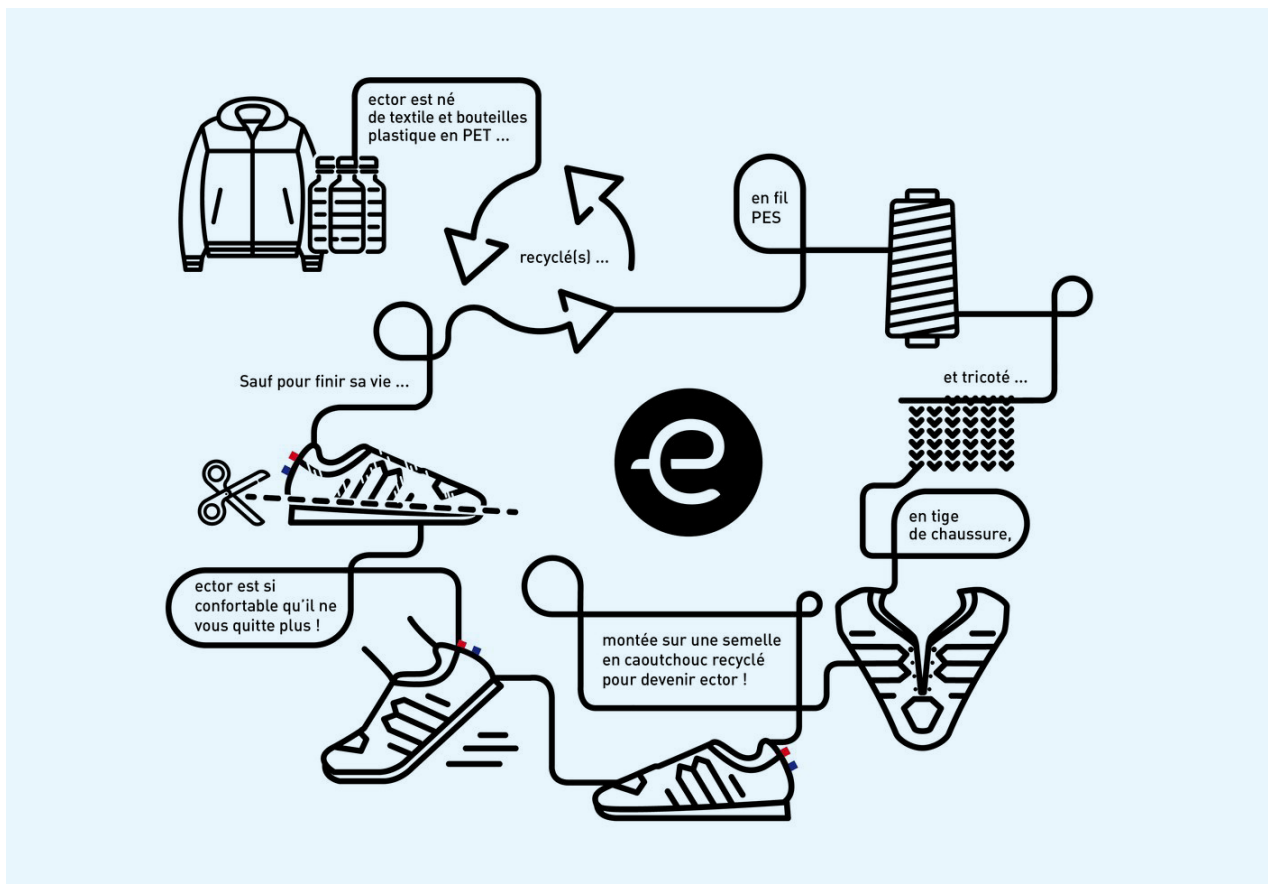 ector est né
de textile et bouteilles
plastique en PET ...
recyclé(s) ...
en fil
PES
et tricoté ...
en tige
de chaussure,
montée sur une semelle
en caoutchouc recyclé
pour devenir ector !
ector est si
confortable qu'il ne
vous quitte plus !
Sauf pour finir sa vie ...
e